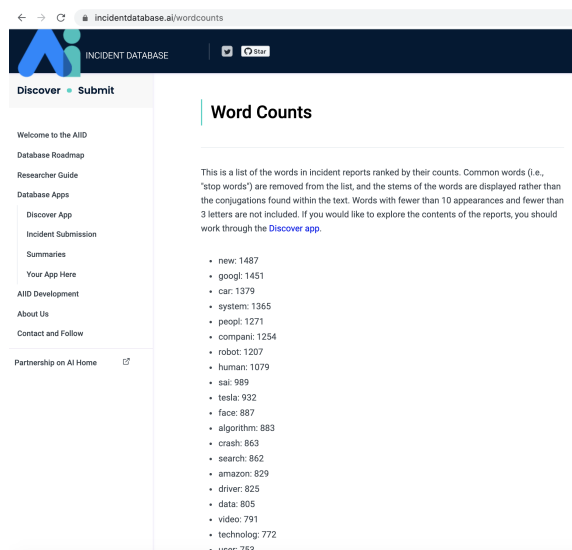 incidentdatabase.ai/wordcounts
INCIDENT DATABASE
Star
Discover Submit
Welcome to the AIID
Database Roadmap
Researcher Guide
Database Apps
Discover App
Incident Submission
Summaries
Your App Here
AIID Development
About Us
Contact and Follow
Partnership on AI Home
Word Counts
This is a list of the words in incident reports ranked by their counts. Common words (i.e.,
"stop words") are removed from the list, and the stems of the words are displayed rather than
the conjugations found within the text. Words with fewer than 10 appearances and fewer than
3 letters are not included. If you would like to explore the contents of the reports, you should
work through the Discover app.
new: 1487
googl: 1451
car: 1379
system: 1365
peopl: 1271
compani: 1254
robot: 1207
human: 1079
sai: 989
tesla: 932
face: 887
algorithm: 883
crash: 863
search: 862
amazon: 829
driver: 825
data: 805
video: 791
technolog: 772
user: 753